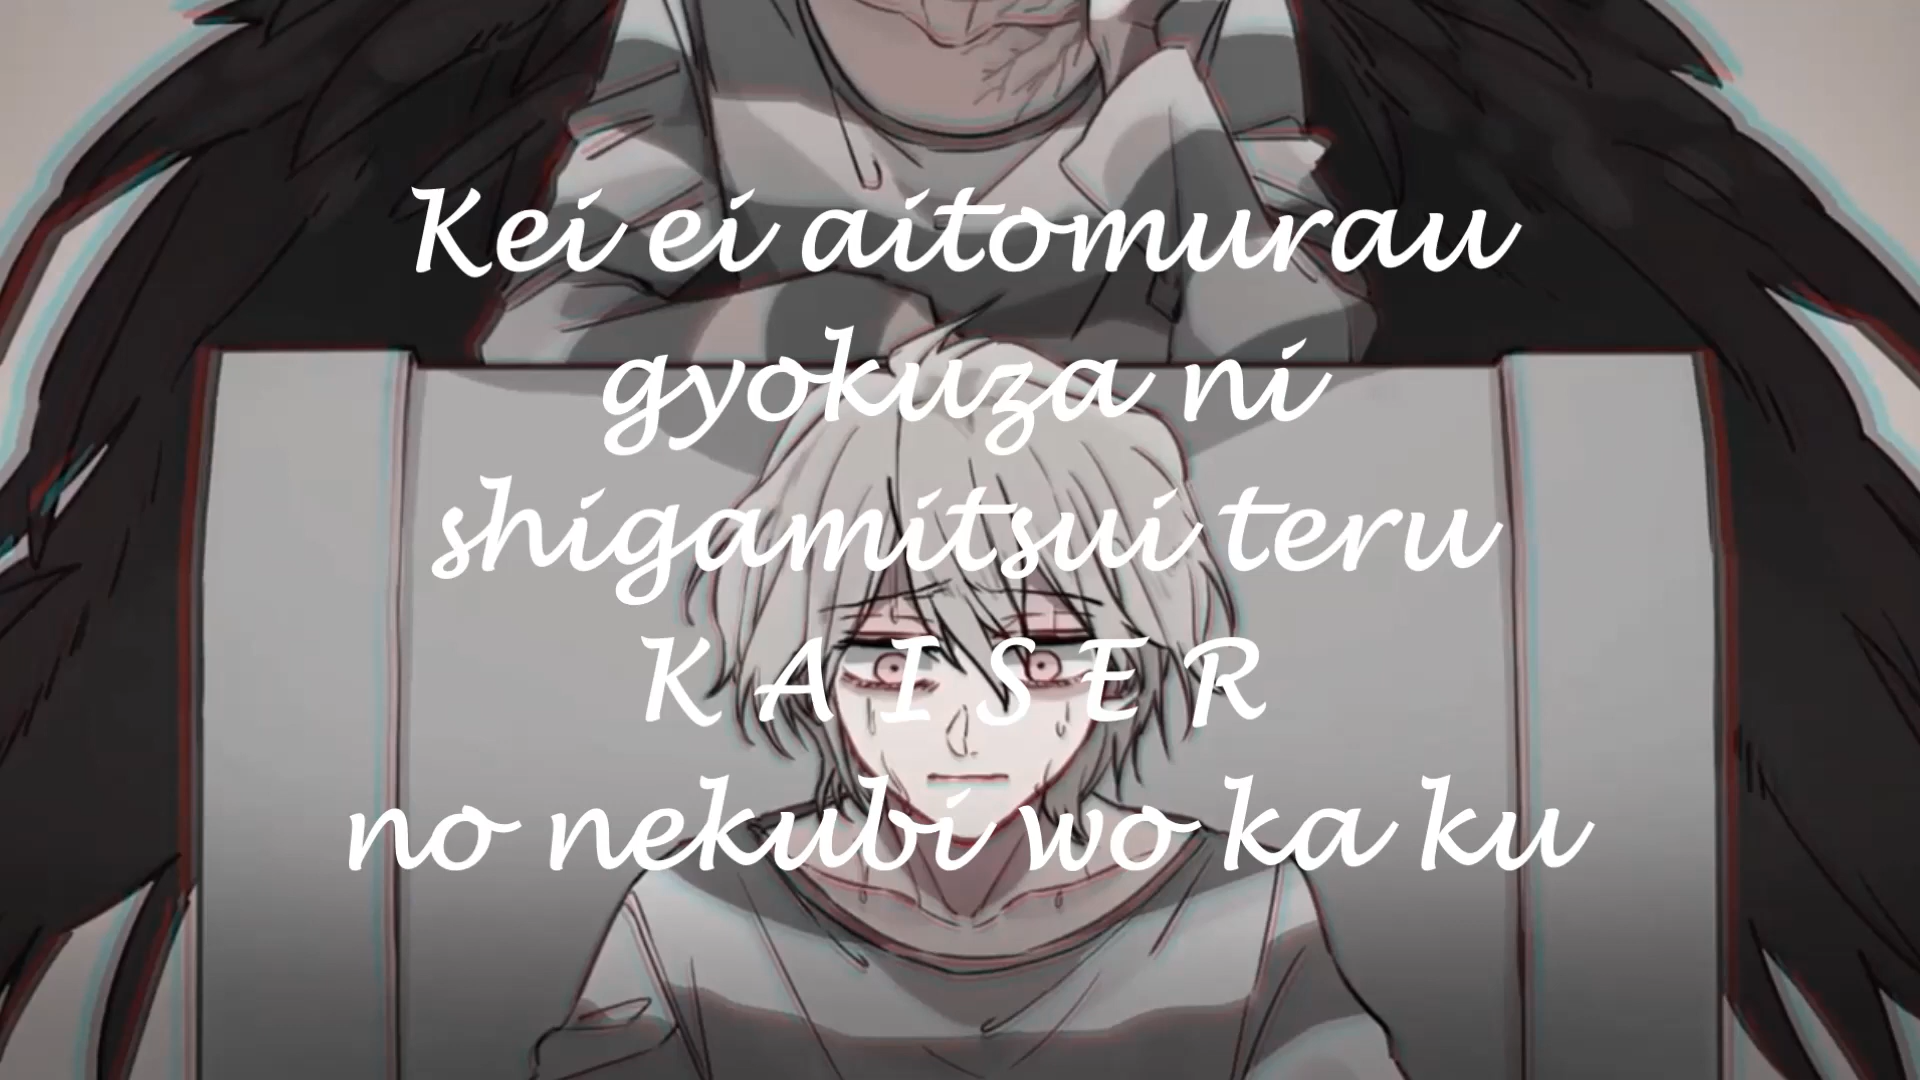 Kei ei aitomurau
gyokuza ni
shigamitsui teru
K A I S E R
no nekubi wo ka ku